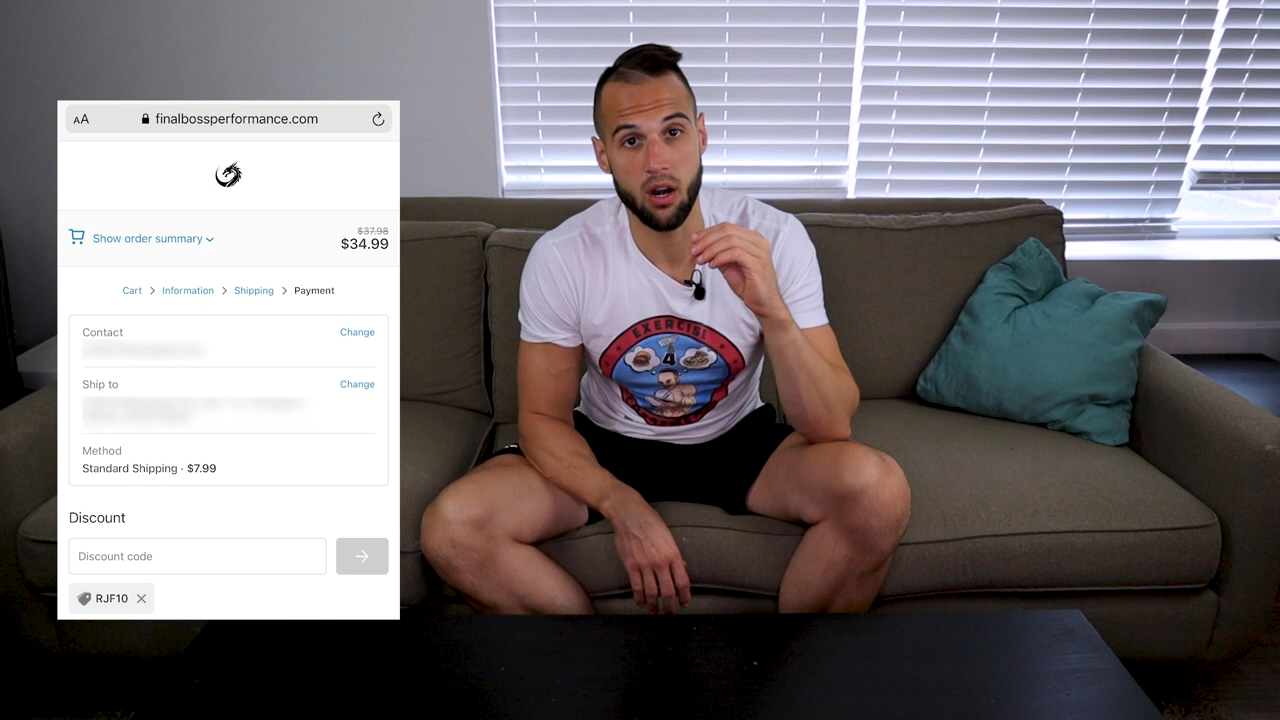 AA
finalbossperformance.com
Show order summary
$37.98
$34.99
Cart > Information > Shipping > Payment
Contact
Change
Ship to
Change
Method
Standard Shipping · $7.99
Discount
Discount code
RJF10
EXERCISE
4